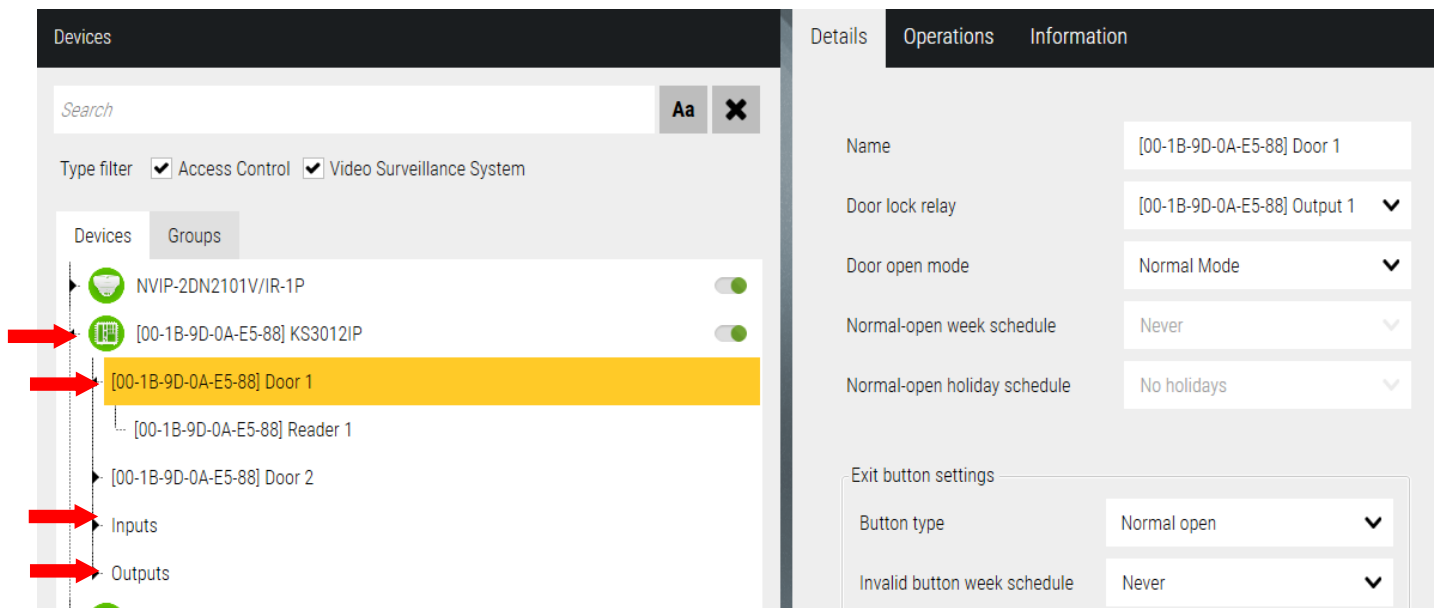 Devices
Search
Aa
Type filter Access Control Video Surveillance System
Devices Groups
NVIP-2DN2101V/IR-1P
[00-1B-9D-0A-E5-88] KS3012IP
[00-1B-9D-0A-E5-88] Door 1
[00-1B-9D-0A-E5-88] Reader 1
[00-1B-9D-0A-E5-88] Door 2
Inputs
Outputs
Details Operations Information
Name [00-1B-9D-0A-E5-88] Door 1
Door lock relay [00-1B-9D-0A-E5-88] Output 1
Door open mode Normal Mode
Normal-open week schedule Never
Normal-open holiday schedule No holidays
Exit button settings
Button type Normal open
Invalid button week schedule Never